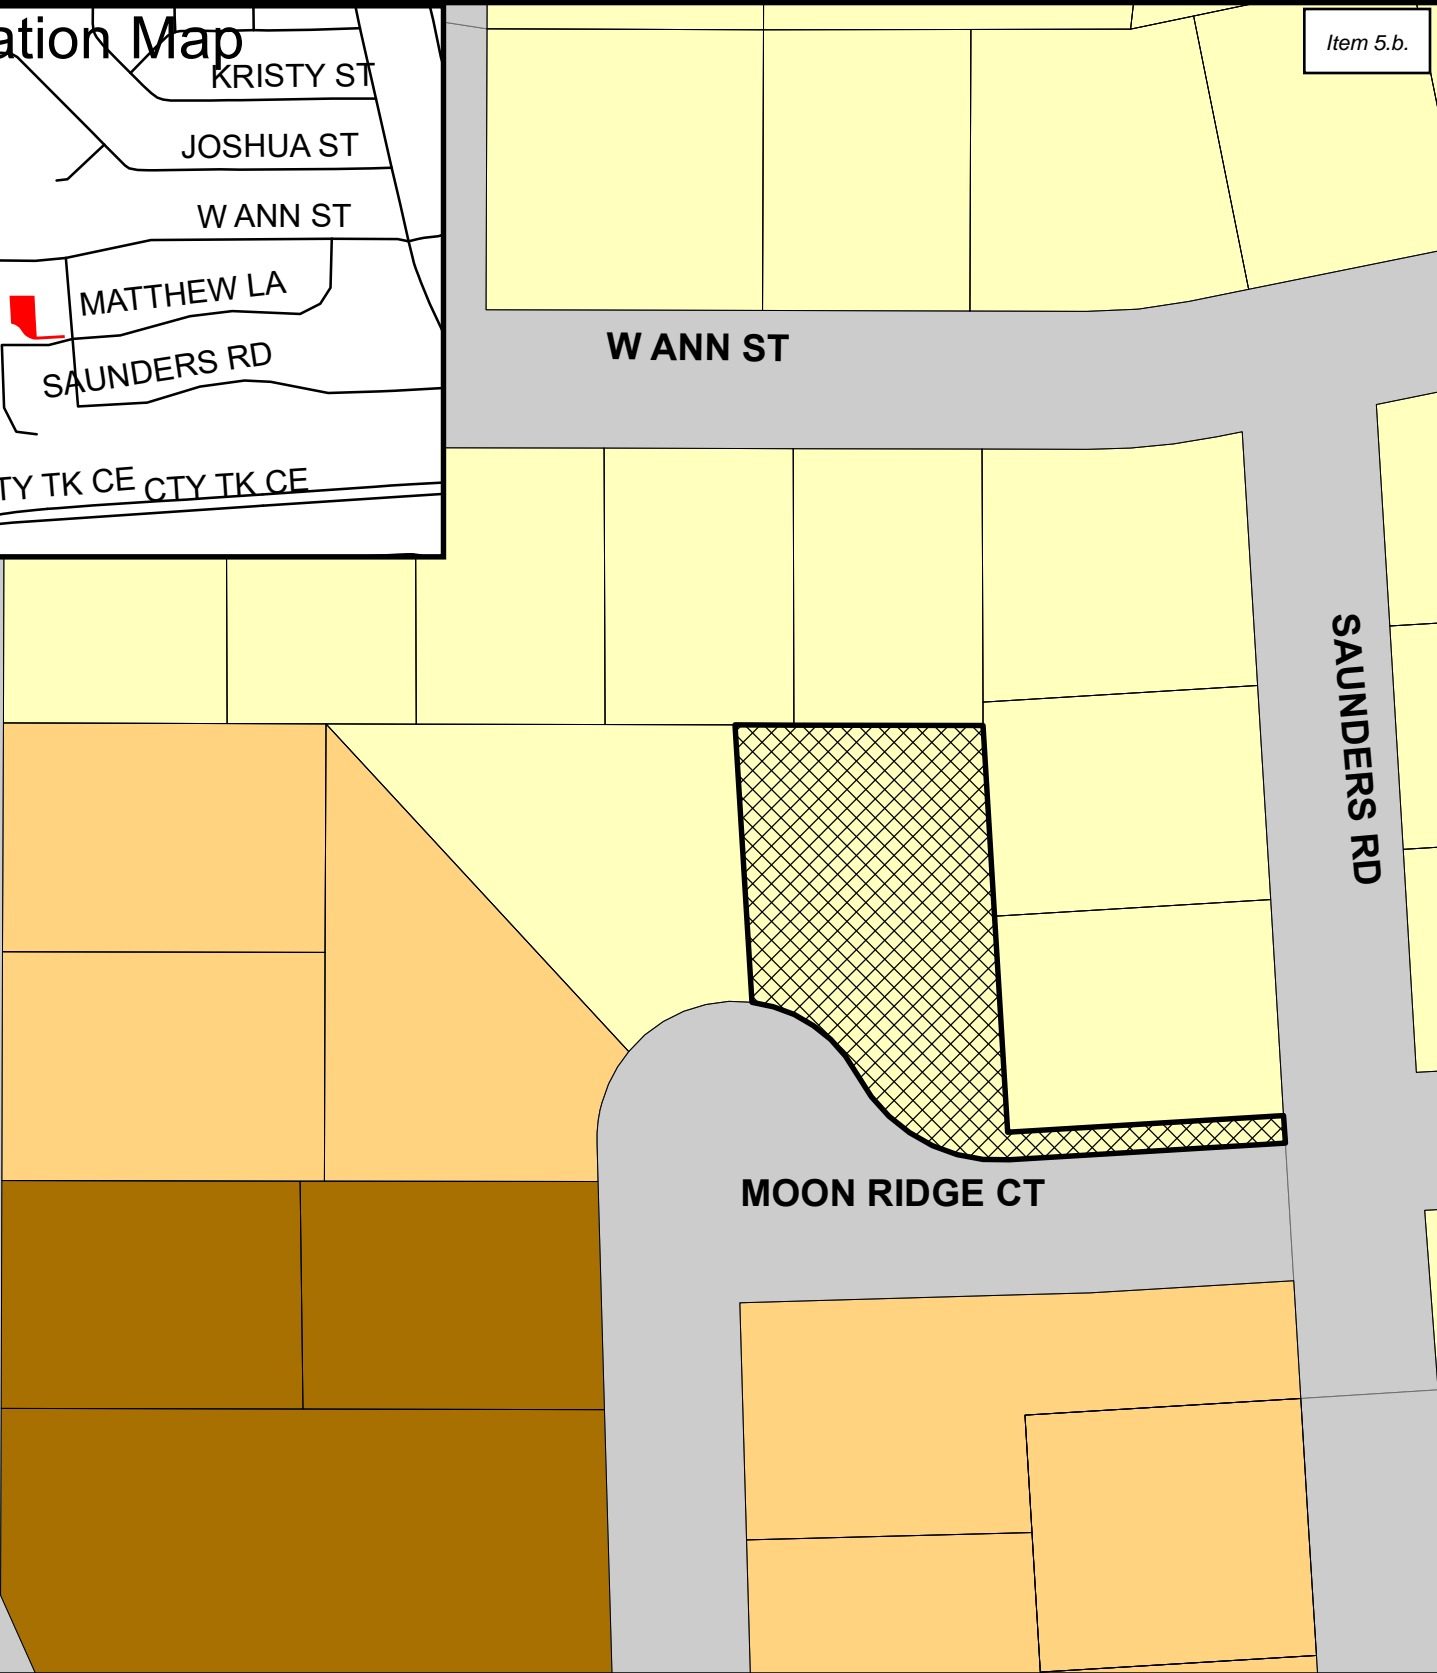 ation Map
Item 5.b.
KRISTY ST
JOSHUA ST
W ANN ST
MATTHEW LA
SAUNDERS RD
TY TK CE
CTY TK CE
W ANN ST
SAUNDERS RD
MOON RIDGE CT